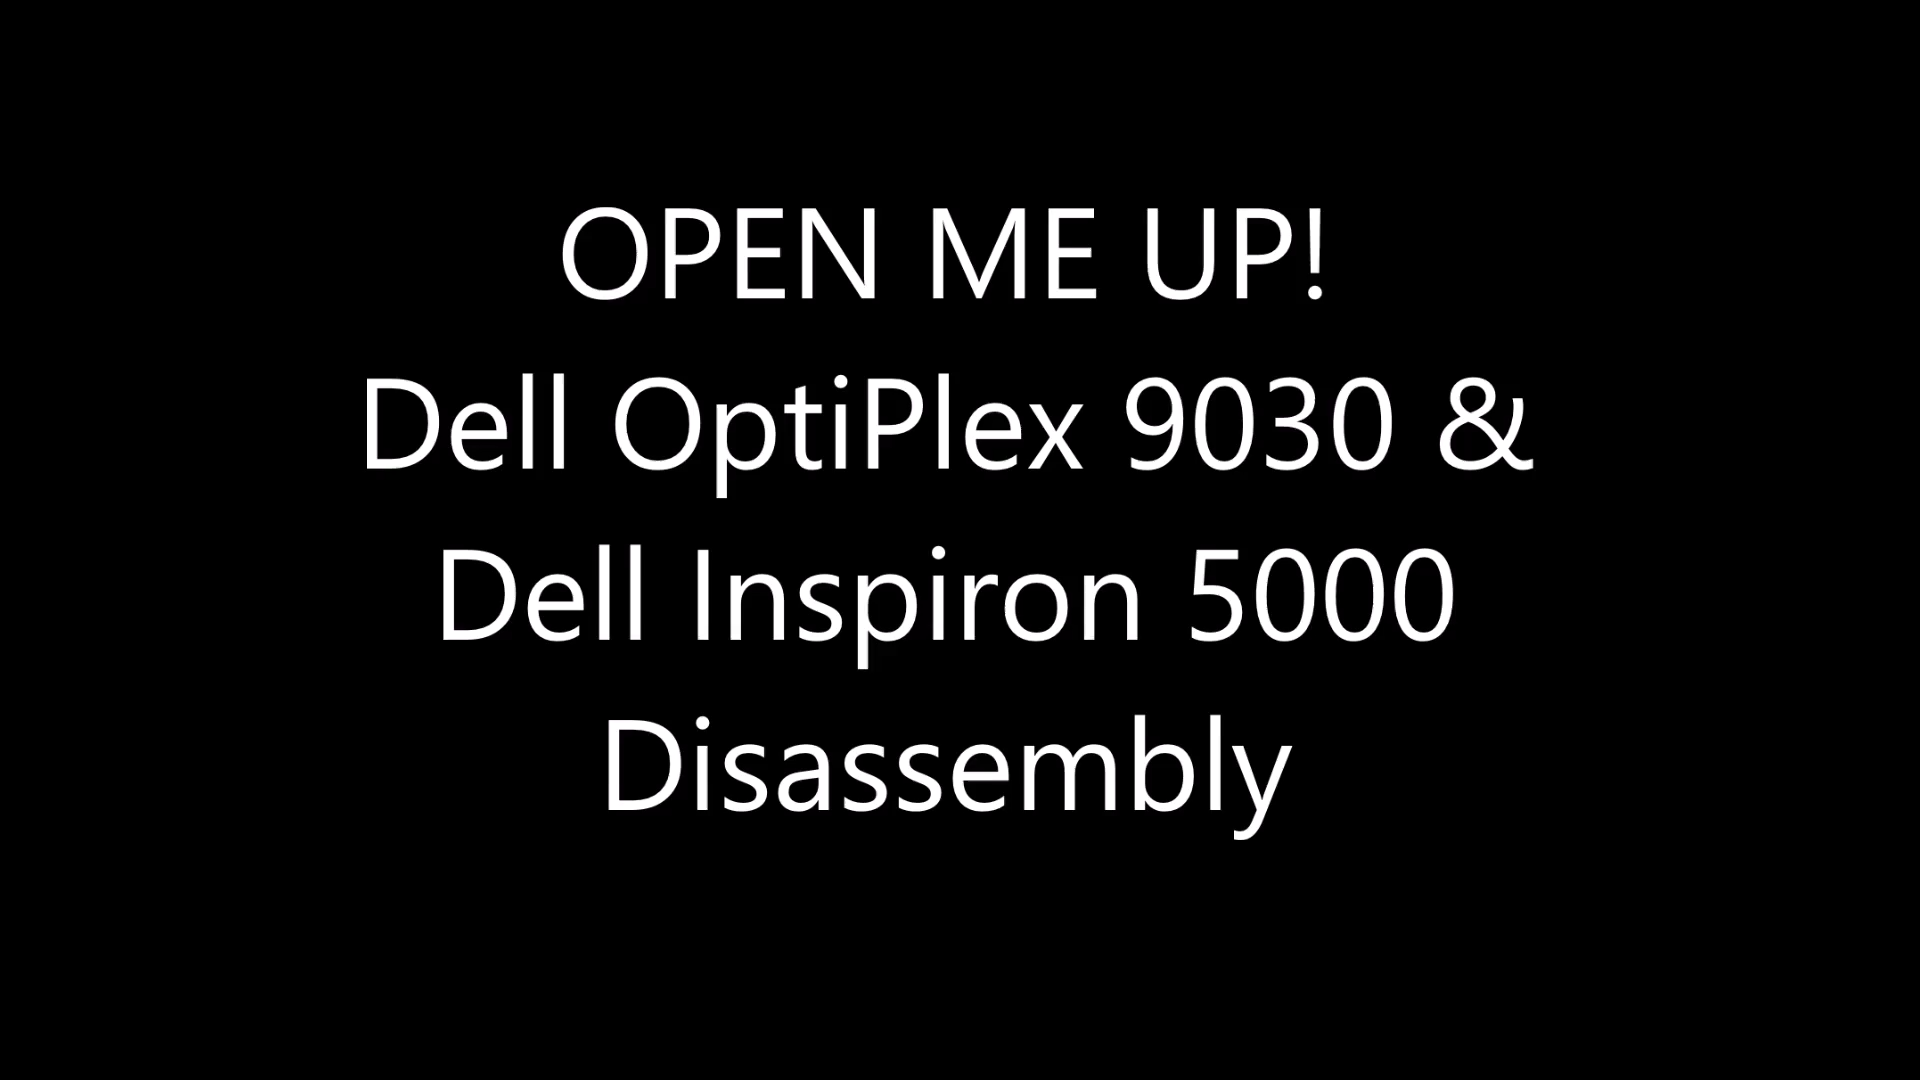 OPEN ME UP!
Dell OptiPlex 9030 &
Dell Inspiron 5000
Disassembly